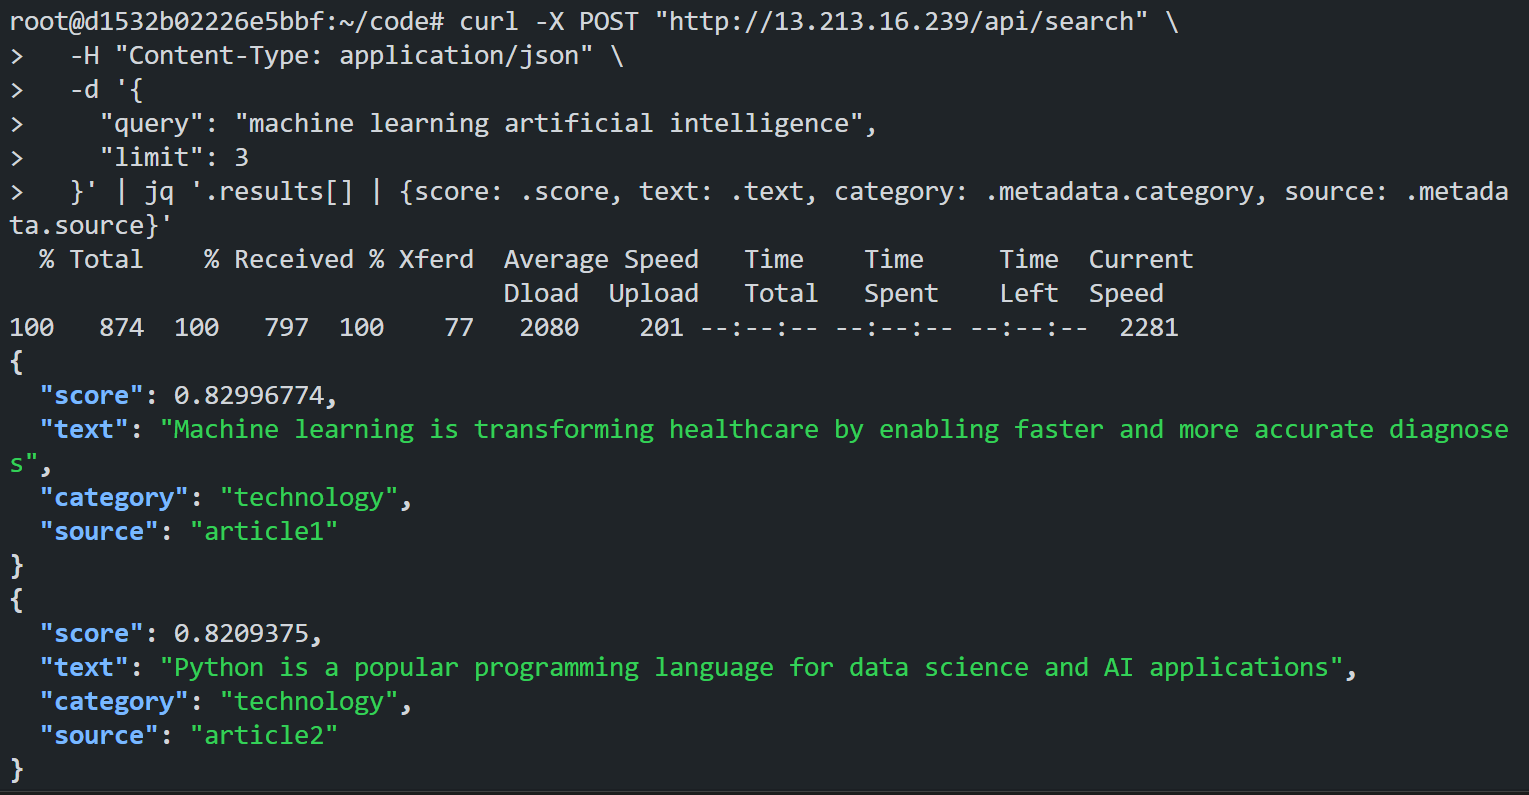 root@d1532b02226e5bbf:~/code# curl -X POST "http://13.213.16.239/api/search" \
>   -H "Content-Type: application/json" \
>   -d '{
>     "query": "machine learning artificial intelligence",
>     "limit": 3
>   }' | jq '.results[] | {score: .score, text: .text, category: .metadata.category, source: .metada
ta.source}'
  % Total    % Received % Xferd  Average Speed   Time    Time     Time  Current
                                 Dload  Upload   Total   Spent    Left  Speed
100   874  100   797  100    77   2080    201 --:--:-- --:--:-- --:--:--  2281
{
  "score": 0.82996774,
  "text": "Machine learning is transforming healthcare by enabling faster and more accurate diagnose
s",
  "category": "technology",
  "source": "article1"
}
{
  "score": 0.8209375,
  "text": "Python is a popular programming language for data science and AI applications",
  "category": "technology",
  "source": "article2"
}